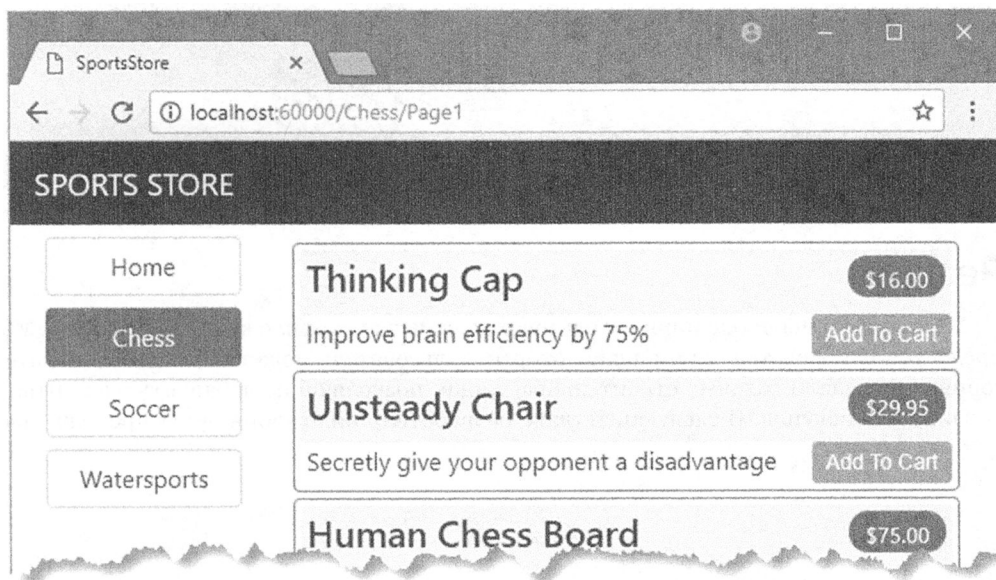 SportsStore
localhost:60000/Chess/Page1
SPORTS STORE
Home
Chess
Soccer
Watersports
Thinking Cap
$16.00
Improve brain efficiency by 75%
Add To Cart
Unsteady Chair
$29.95
Secretly give your opponent a disadvantage
Add To Cart
Human Chess Board
$75.00